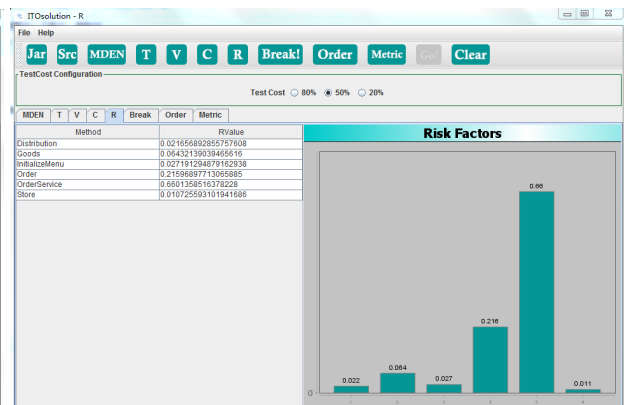 ITOsolution - R
File Help
Jar Src MDEN T V C R Break! Order Metric Go! Clear
TestCost Configuration
Test Cost 80% 50% 20%
MDEN T V C R Break Order Metric
Method RValue
Distribution 0.021656892855757608
Goods 0.06432139039465616
InitializeMenu 0.027191294879162938
Order 0.21596897713065885
OrderService 0.6601358516378228
Store 0.010725593101941686
Risk Factors
0.66
0.216
0.064
0.022
0.027
0.011
0